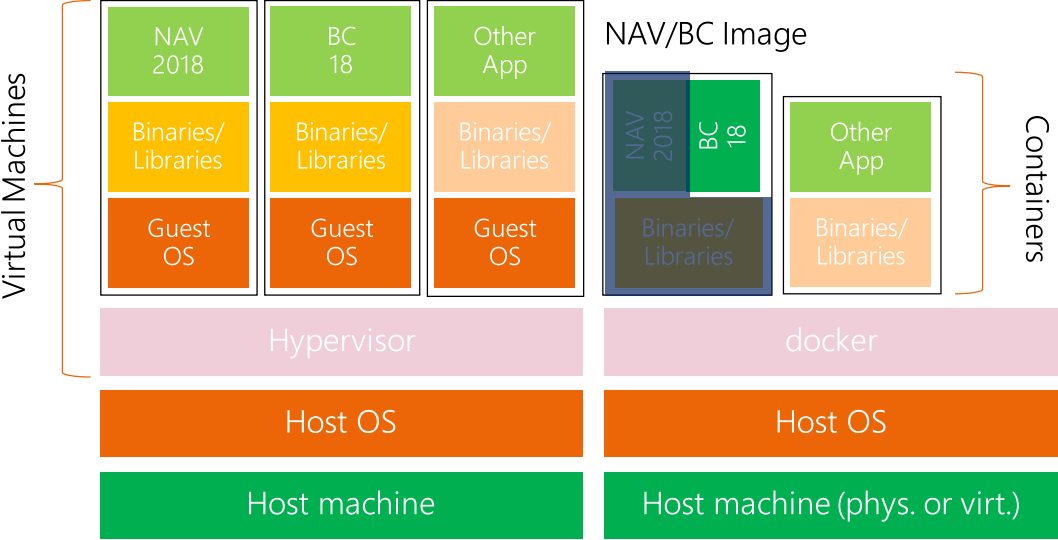 Virtual Machines
NAV
2018
Binaries/
Libraries
Guest
OS
BC
18
Binaries/
Libraries
Guest
OS
Other
App
Binaries/
Libraries
Guest
OS
Hypervisor
Host OS
Host machine
NAV/BC Image
NAV
2018
BC
18
Binaries/
Libraries
Other
App
Binaries/
Libraries
Containers
docker
Host OS
Host machine (phys. or virt.)